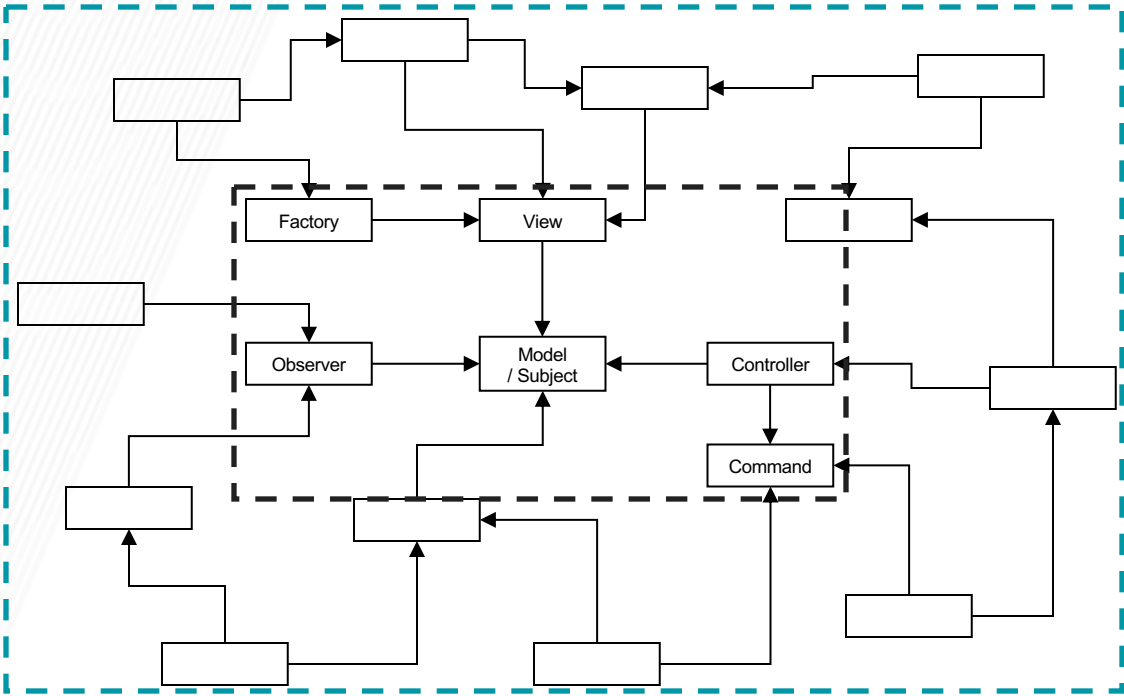 Factory
View
Observer
Model
/ Subject
Controller
Command